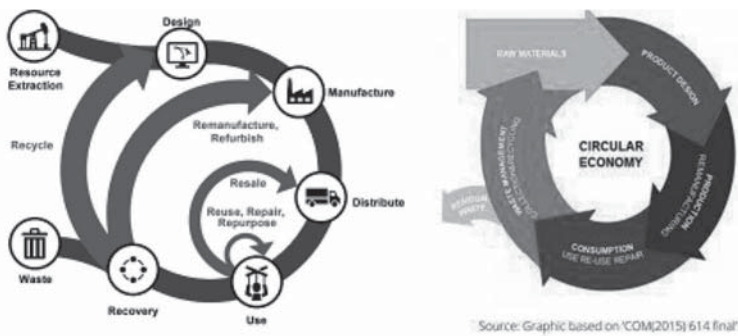 Design
Resource
Extraction
Manufacture
Remanufacture,
Refurbish
Recycle
Resale
Distribute
Reuse, Repair,
Repurpose
Waste
Recovery
Use
RAW MATERIALS
PRODUCT DESIGN
PRODUCTION
REMANUFACTURING
CONSUMPTION
USE RE-USE REPAIR
WASTE MANAGEMENT
COLLECTION/RECYCLING
RESIDUAL
WASTE
CIRCULAR
ECONOMY
Source: Graphic based on 'COM(2015) 614 final'